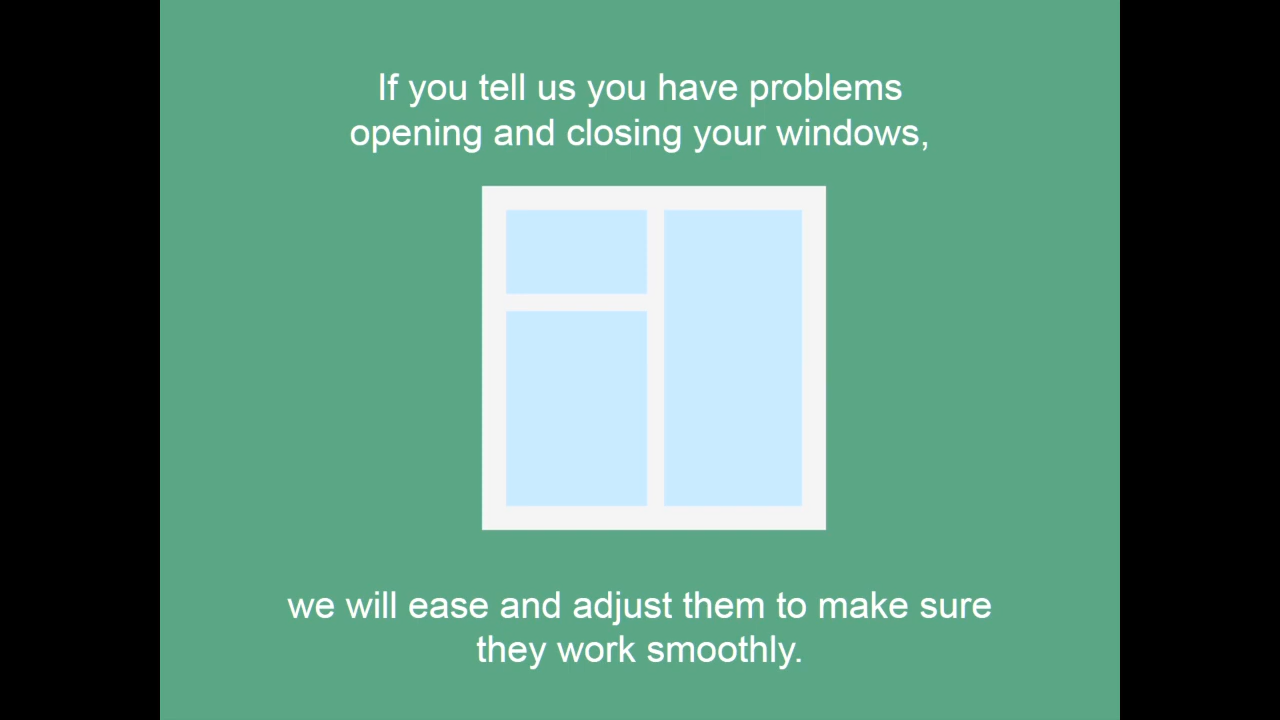 If you tell us you have problems
opening and closing your windows,
we will ease and adjust them to make sure
they work smoothly.